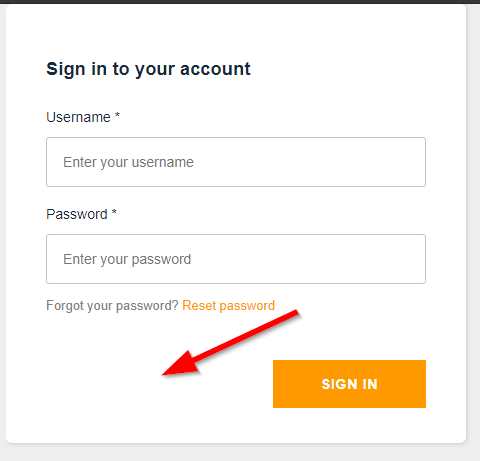 Sign in to your account
Username *
Enter your username
Password *
Enter your password
Forgot your password? Reset password
SIGN IN